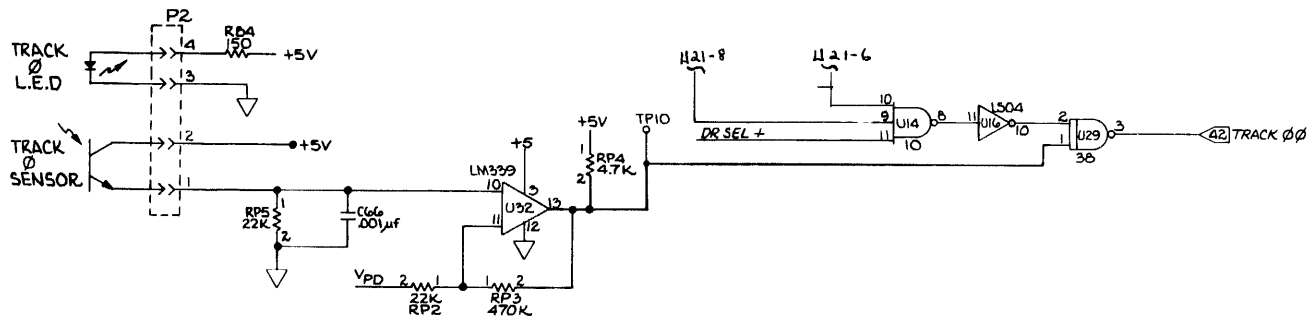 P2
TRACK
Ø
L.E.D
4
RB4
150
+5V
3
TRACK
Ø
SENSOR
2
+5V
1
RP5
22K
1
2
C66
.001µf
LM339
+5
10
3
U32
11
12
13
+5V
1
RP4
4.7K
2
TP10
VPD
2
1
22K
RP2
1
2
RP3
470K
U21-8
U21-6
DR SEL +
10
9
11
U14
10
8
LS04
11
U16
10
2
1
U29
38
3
42
TRACK ØØ